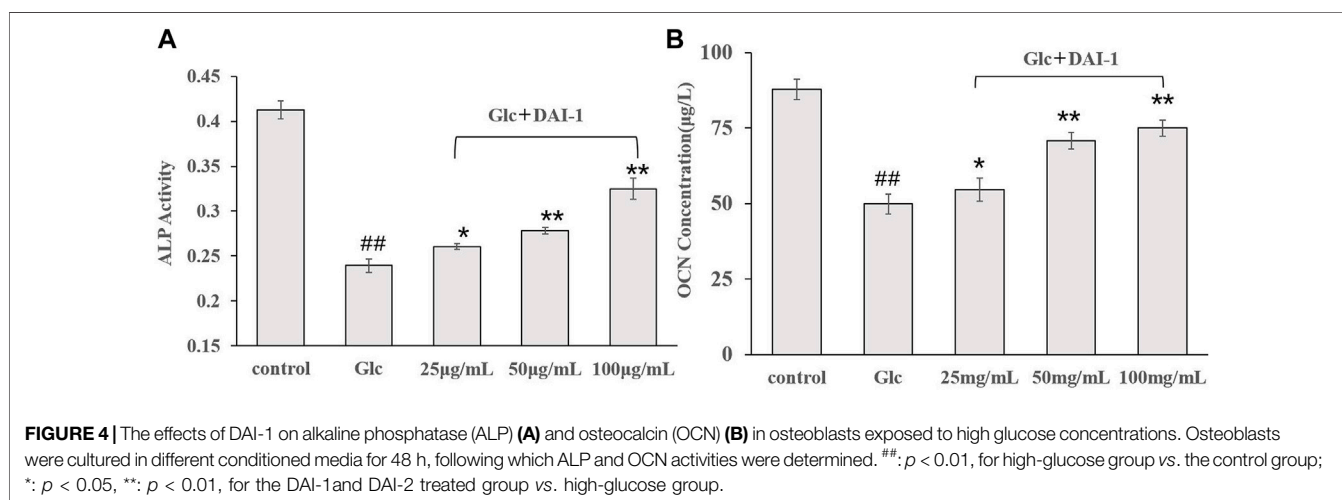 A
0.45
0.4
0.35
0.3
0.25
0.2
0.15
ALP Activity
Glc+DAI-1
##
*
**
**
control Glc 25μg/mL 50μg/mL 100μg/mL
B
100
75
50
25
0
OCN Concentration(μg/L)
Glc+DAI-1
##
*
**
**
control Glc 25mg/mL 50mg/mL 100mg/mL
FIGURE 4 | The effects of DAI-1 on alkaline phosphatase (ALP) (A) and osteocalcin (OCN) (B) in osteoblasts exposed to high glucose concentrations. Osteoblasts
were cultured in different conditioned media for 48 h, following which ALP and OCN activities were determined. ##: p < 0.01, for high-glucose group vs. the control group;
*: p < 0.05, **: p < 0.01, for the DAI-1and DAI-2 treated group vs. high-glucose group.